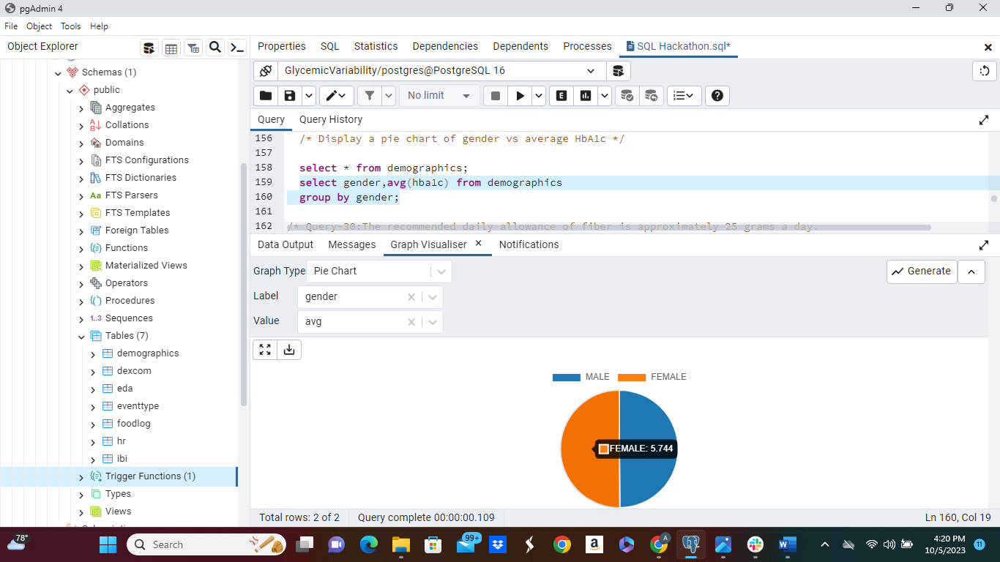 pgAdmin 4
File Object Tools Help
Object Explorer
Properties SQL Statistics Dependencies Dependents Processes SQL Hackathon.sql*
Schemas (1)
public
Aggregates
Collations
Domains
FTS Configurations
FTS Dictionaries
Aa FTS Parsers
FTS Templates
Foreign Tables
Functions
Materialized Views
Operators
Procedures
1..3 Sequences
Tables (7)
demographics
dexcom
eda
eventtype
foodlog
hr
ibi
Trigger Functions (1)
Types
Views
GlycemicVariability/postgres@PostgreSQL 16
No limit
E
Query Query History
156 /* Display a pie chart of gender vs average HbA1c */
157
158 select * from demographics;
159 select gender,avg(hba1c) from demographics
160 group by gender;
161
162 /* Query-30:The recommended daily allowance of fiber is approximately 25 grams a day.
Data Output Messages Graph Visualiser Notifications
Graph Type Pie Chart
Generate
Label gender
Value avg
MALE FEMALE
FEMALE: 5.744
Total rows: 2 of 2 Query complete 00:00:00.109 Ln 160, Col 19
78°
Search
99+
a
A
W
4:20 PM
10/5/2023
11